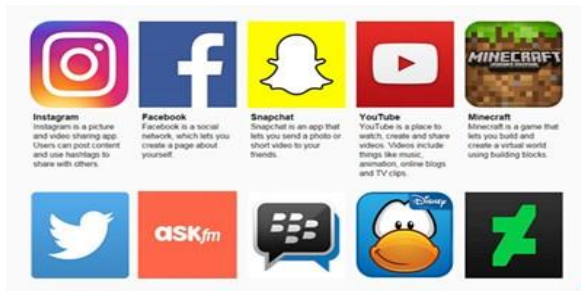 MINECRAFT
Instagram
Instagram is a picture
and video sharing app.
Users can post content
and use hashtags to
share with others.
Facebook
Facebook is a social
network, which lets you
create a page about
yourself.
Snapchat
Snapchat is an app that
lets you send a photo or
short video to your
friends.
YouTube
YouTube is a place to
watch, create and share
videos. Videos include
things like music,
animation, online blogs
and TV clips.
Minecraft
Minecraft is a game that
lets you build and
create a virtual world
using building blocks.
ASKfm
Disney